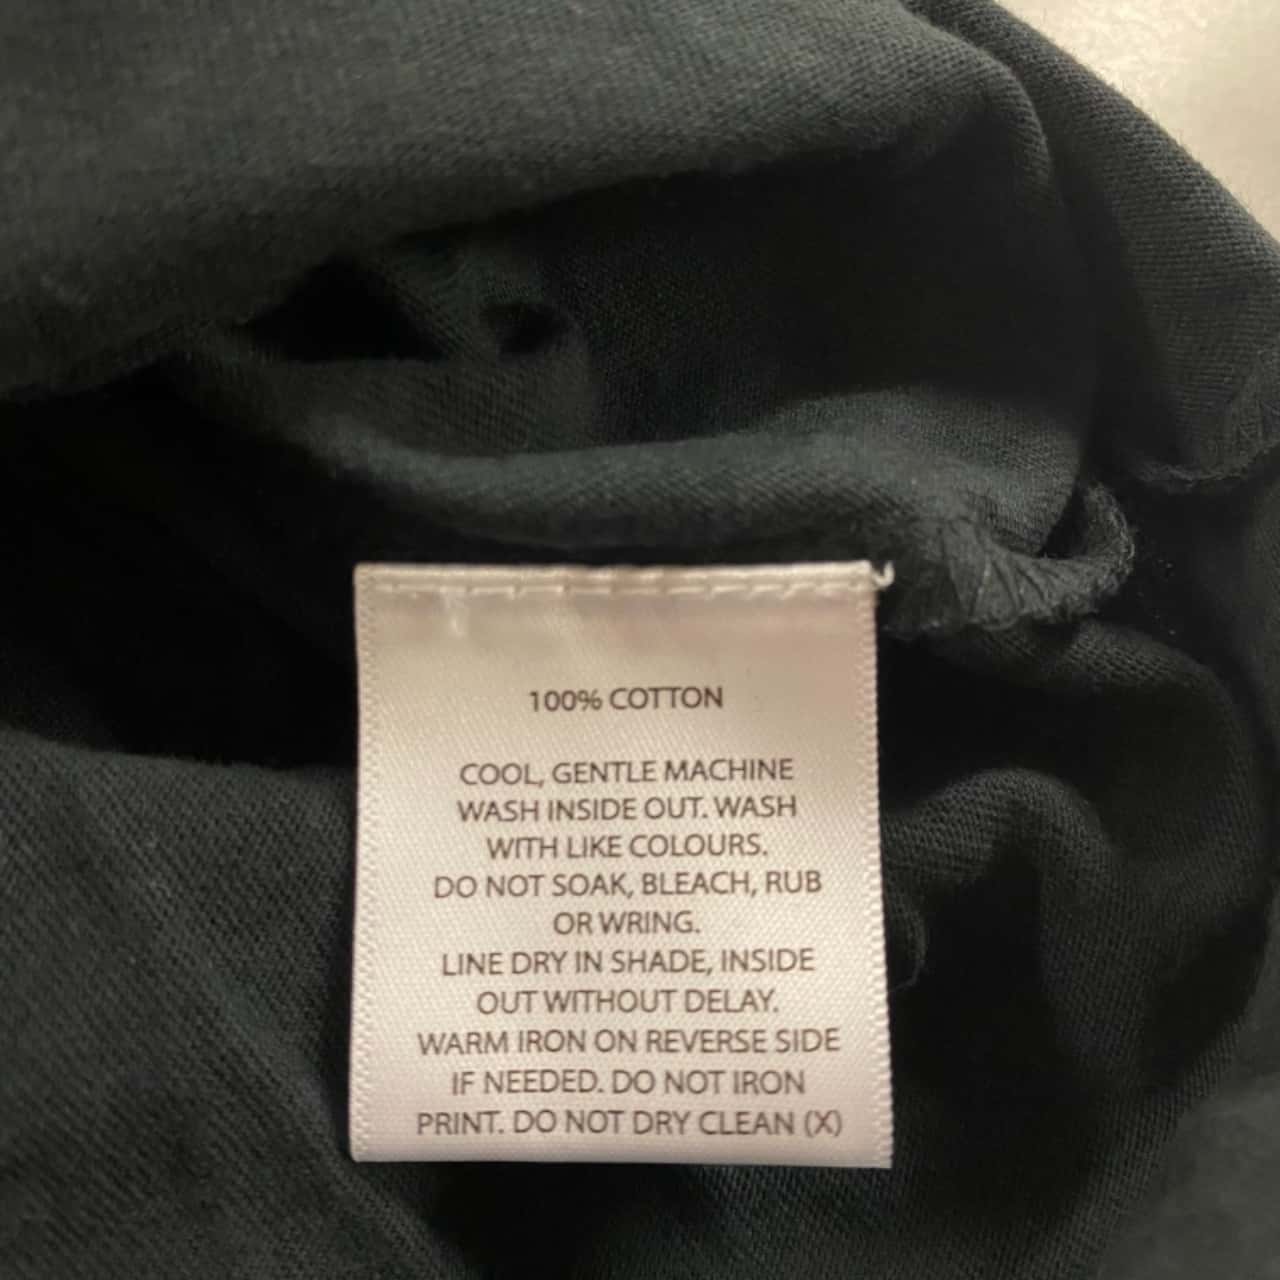 100% COTTON
COOL, GENTLE MACHINE
WASH INSIDE OUT. WASH
WITH LIKE COLOURS.
DO NOT SOAK, BLEACH, RUB
OR WRING.
LINE DRY IN SHADE, INSIDE
OUT WITHOUT DELAY.
WARM IRON ON REVERSE SIDE
IF NEEDED. DO NOT IRON
PRINT. DO NOT DRY CLEAN (X)